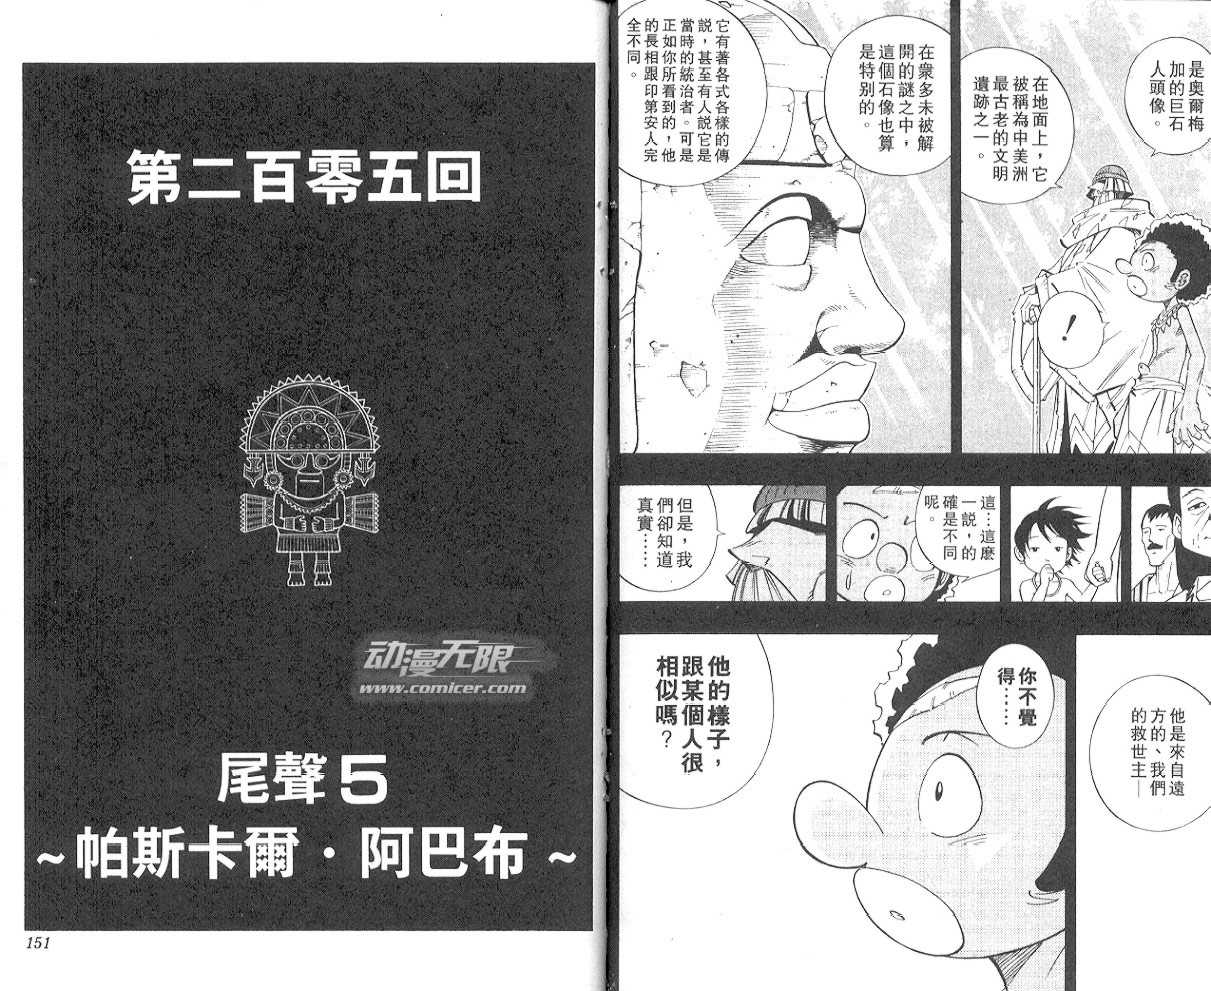 是奧爾梅
加的巨石
人頭像。
在地面上，它
被稱為中美洲
最古老的文明
遺跡之一。
！
在眾多未被解
開的謎之中，
這個石像也算
是特別的。
它有著各式各樣的傳
說，甚至有人說它是
當時的統治者。可是
正如你所看到的，他
的長相跟印第安人完
全不同。
這…這麼
一說，的
確是不同
呢。
但是，我
們卻知道
真實……
他是來自遠
方的、我們
的救世主—
你不覺
得……
他的樣子，
跟某個人很
相似嗎？
第二百零五回
动漫无限
www.comicer.com
尾聲5
~帕斯卡爾・阿巴布~
151